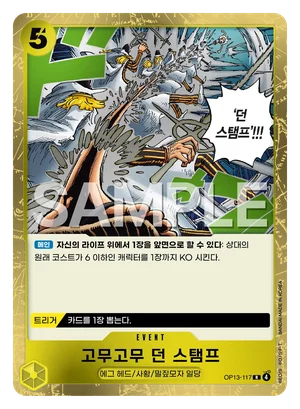 5
'던
스탬프'!!!
SAMPLE
메인 자신의 라이프 위에서 1장을 앞면으로 할 수 있다: 상대의
원래 코스트가 6 이하인 캐릭터를 1장까지 KO 시킨다.
트리거 카드를 1장 뽑는다.
EVENT
고무고무 던 스탬프
OP13-117 R
에그 헤드/사황/밀짚모자 일당